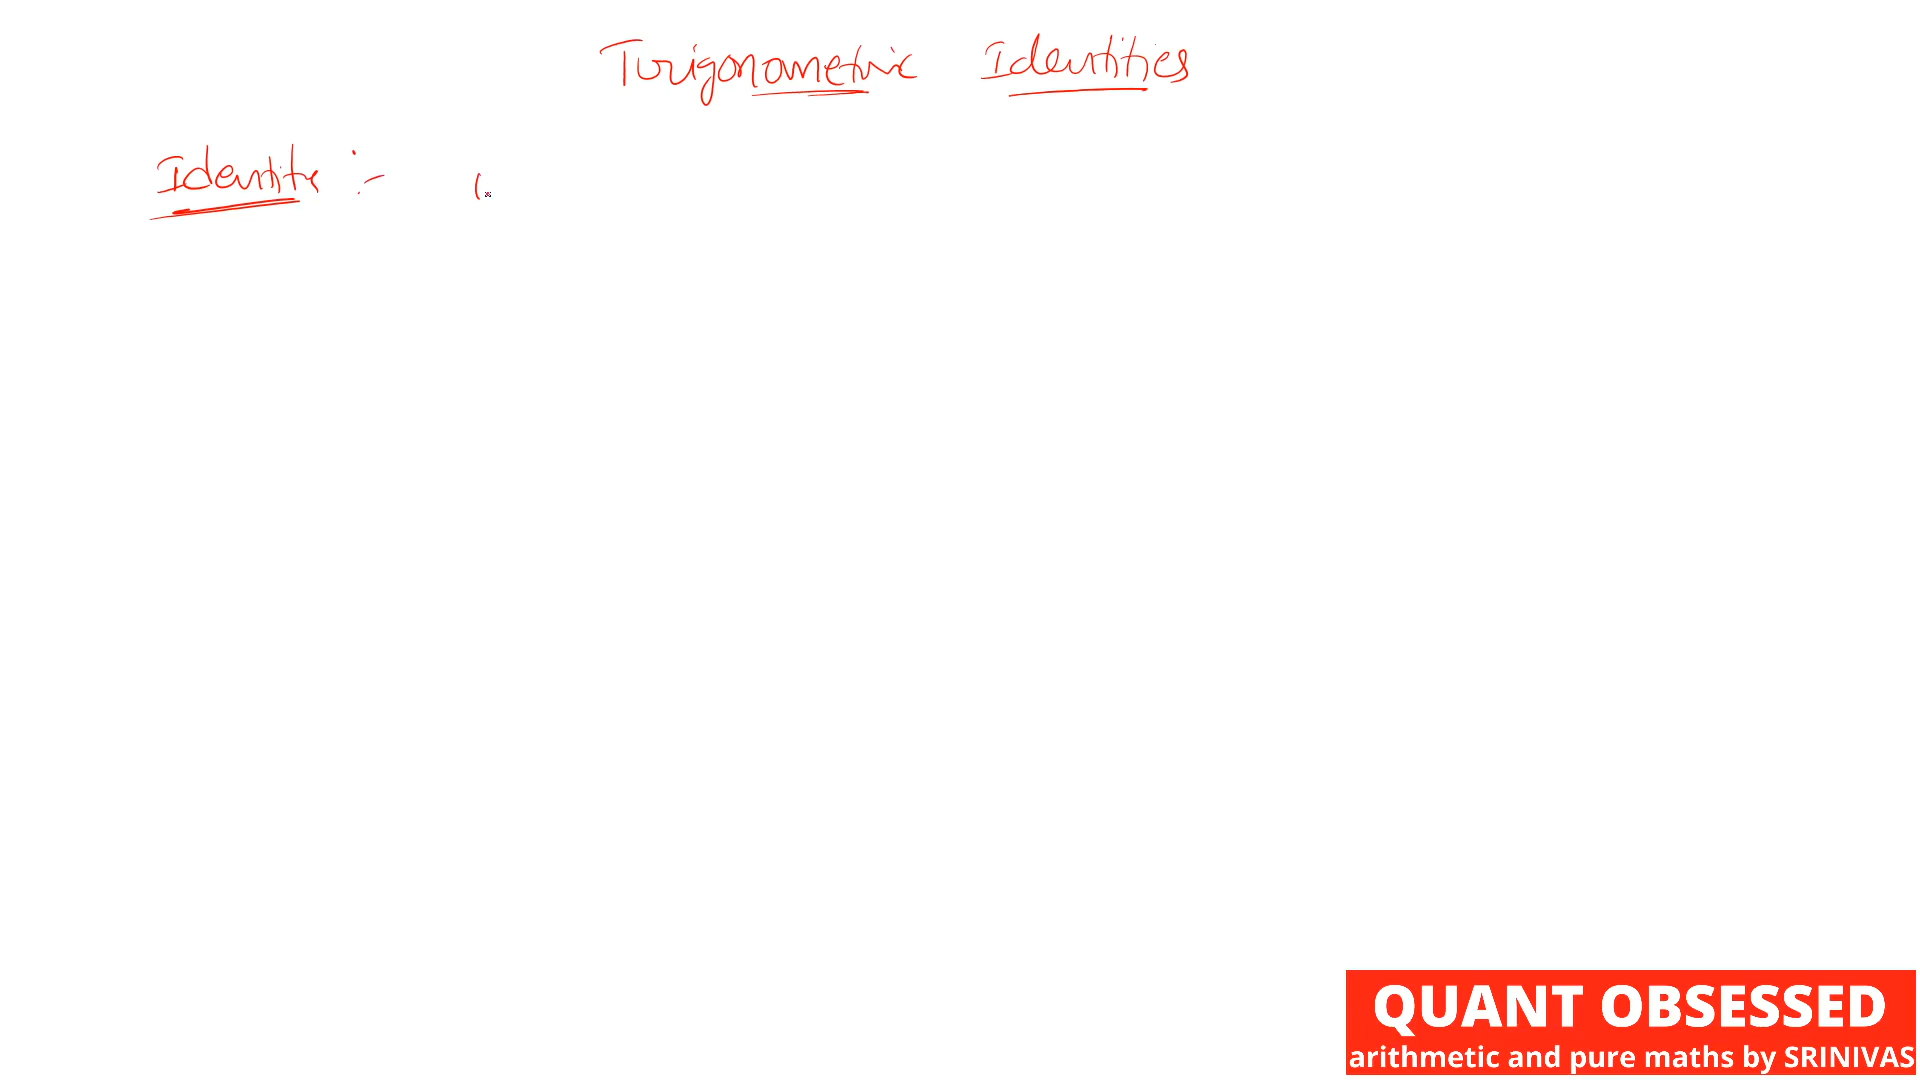 Trigonometric Identities
Identity :- (
QUANT OBSESSED
arithmetic and pure maths by SRINIVAS